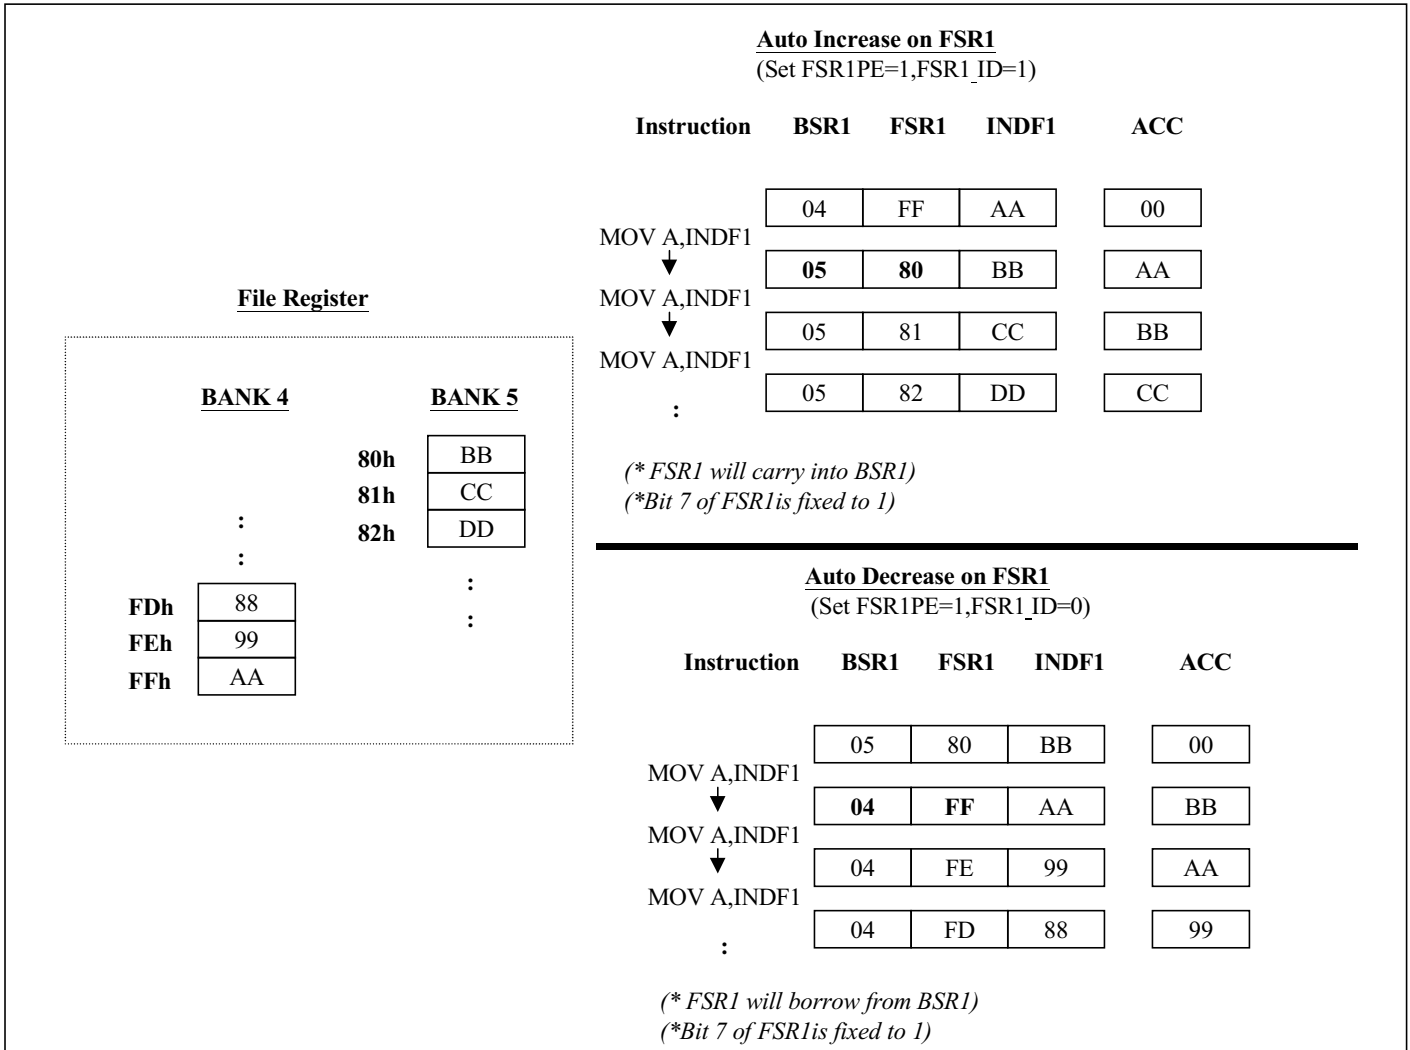 Auto Increase on FSR1
(Set FSR1PE=1,FSR1_ID=1)
Instruction BSR1 FSR1 INDF1 ACC
04 FF AA 00
MOV A,INDF1
05 80 BB AA
MOV A,INDF1
05 81 CC BB
MOV A,INDF1
05 82 DD CC
:
(* FSR1 will carry into BSR1)
(*Bit 7 of FSR1is fixed to 1)
File Register
BANK 4
:
:
FDh 88
FEh 99
FFh AA
BANK 5
80h BB
81h CC
82h DD
:
:
Auto Decrease on FSR1
(Set FSR1PE=1,FSR1_ID=0)
Instruction BSR1 FSR1 INDF1 ACC
05 80 BB 00
MOV A,INDF1
04 FF AA BB
MOV A,INDF1
04 FE 99 AA
MOV A,INDF1
04 FD 88 99
:
(* FSR1 will borrow from BSR1)
(*Bit 7 of FSR1is fixed to 1)